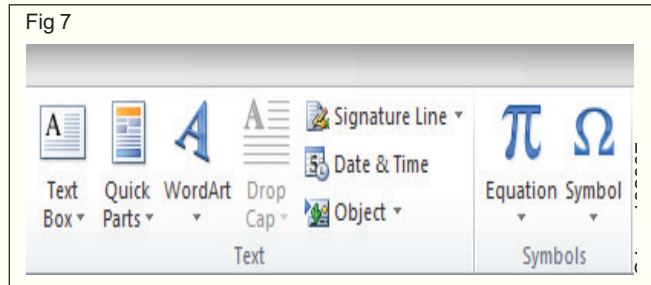 Fig 7
Text Box
Quick Parts
WordArt
Drop Cap
Signature Line
Date & Time
Object
Text
Equation
Symbol
Symbols